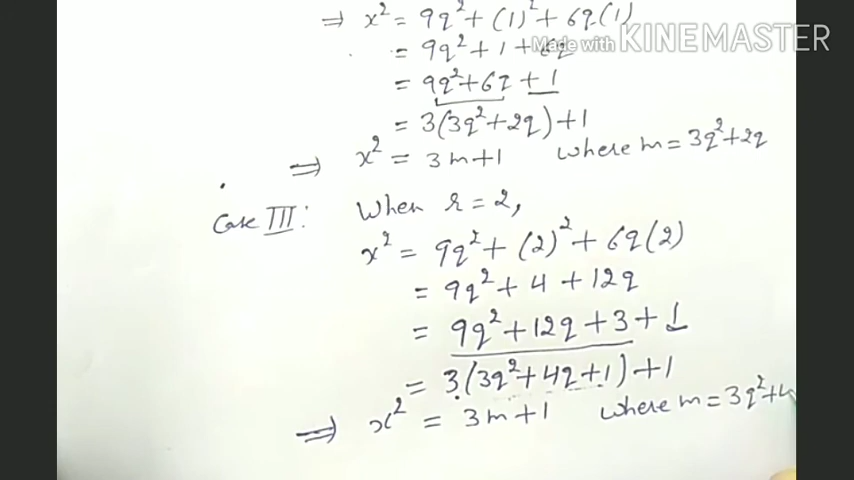 ⇒ x² = 9q² + (1)² + 6q(1)
= 9q² + 1 + 6q
Made with KINEMASTER
= 9q² + 6q + 1
= 3(3q² + 2q) + 1
⇒ x² = 3m + 1 where m = 3q² + 2q
Case III: When r = 2,
x² = 9q² + (2)² + 6q(2)
= 9q² + 4 + 12q
= 9q² + 12q + 3 + 1
= 3(3q² + 4q + 1) + 1
⇒ x² = 3m + 1 where m = 3q² + 4